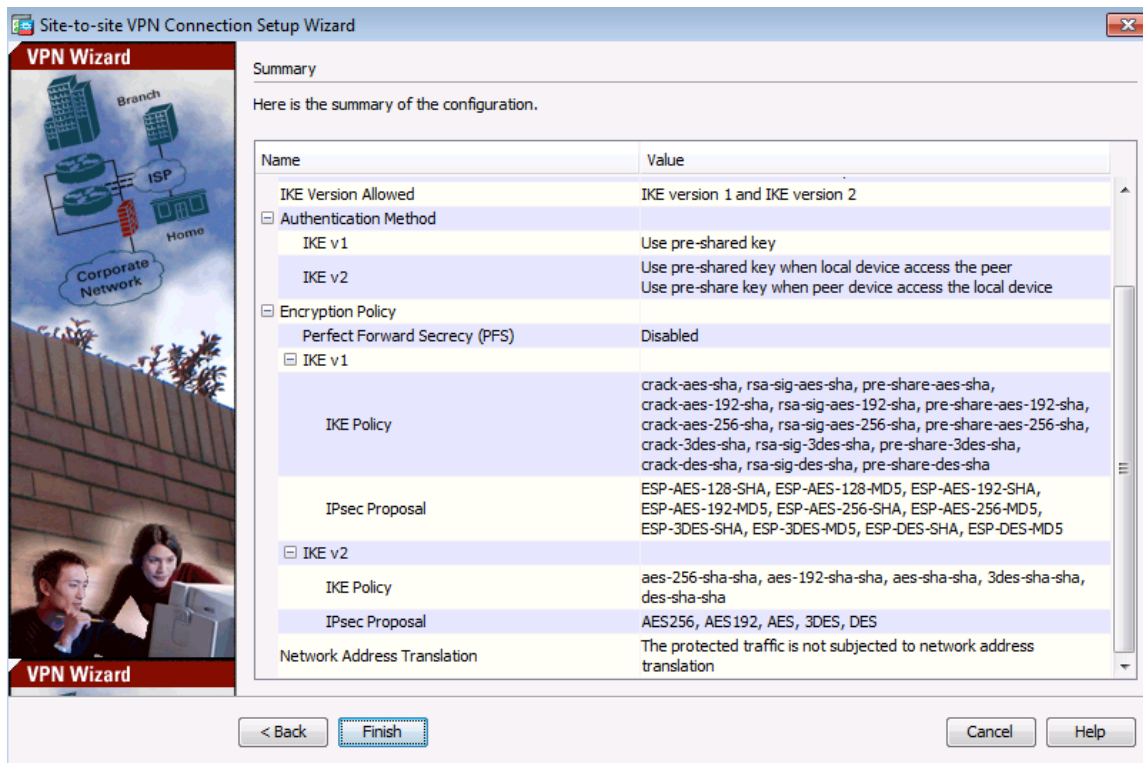 Site-to-site VPN Connection Setup Wizard
VPN Wizard
Branch
ISP
Home
Corporate
Network
VPN Wizard
Summary
Here is the summary of the configuration.
Name Value
IKE Version Allowed IKE version 1 and IKE version 2
Authentication Method
IKE v1 Use pre-shared key
IKE v2 Use pre-shared key when local device access the peer
Use pre-share key when peer device access the local device
Encryption Policy
Perfect Forward Secrecy (PFS) Disabled
IKE v1
IKE Policy crack-aes-sha, rsa-sig-aes-sha, pre-share-aes-sha,
crack-aes-192-sha, rsa-sig-aes-192-sha, pre-share-aes-192-sha,
crack-aes-256-sha, rsa-sig-aes-256-sha, pre-share-aes-256-sha,
crack-3des-sha, rsa-sig-3des-sha, pre-share-3des-sha,
crack-des-sha, rsa-sig-des-sha, pre-share-des-sha
IPsec Proposal ESP-AES-128-SHA, ESP-AES-128-MD5, ESP-AES-192-SHA,
ESP-AES-192-MD5, ESP-AES-256-SHA, ESP-AES-256-MD5,
ESP-3DES-SHA, ESP-3DES-MD5, ESP-DES-SHA, ESP-DES-MD5
IKE v2
IKE Policy aes-256-sha-sha, aes-192-sha-sha, aes-sha-sha, 3des-sha-sha,
des-sha-sha
IPsec Proposal AES256, AES192, AES, 3DES, DES
Network Address Translation The protected traffic is not subjected to network address
translation
< Back Finish Cancel Help